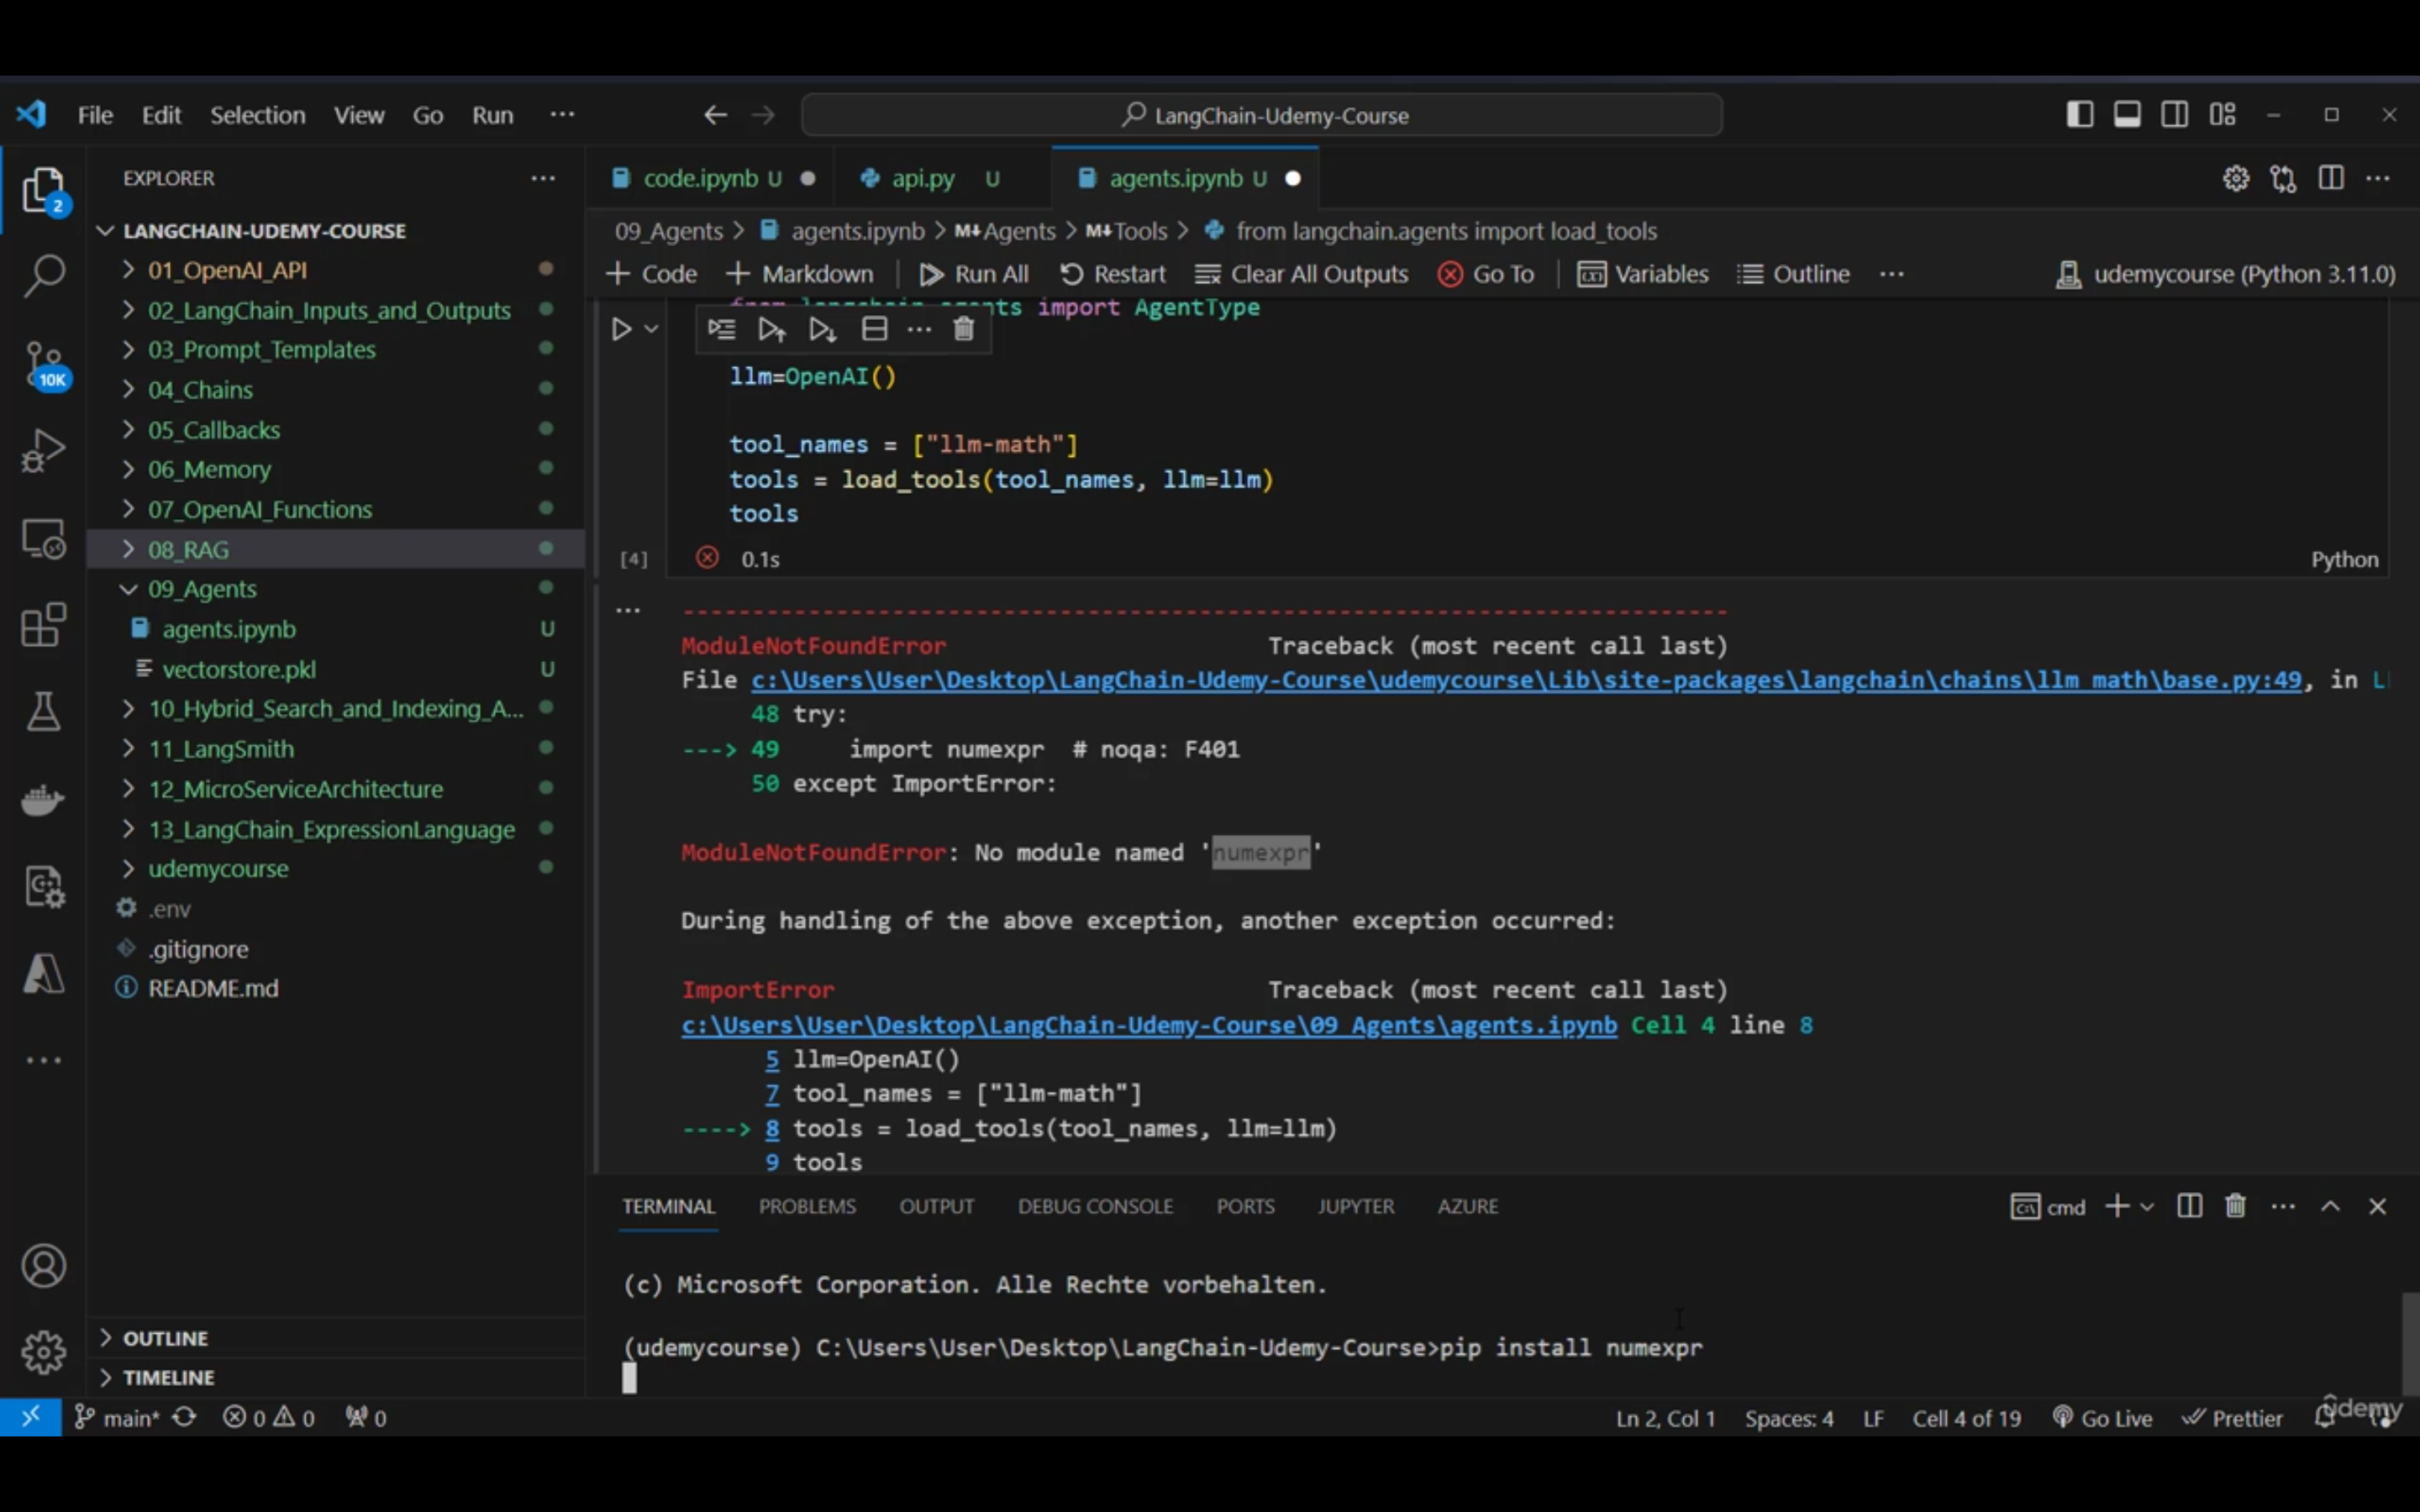 File Edit Selection View Go Run ···
LangChain-Udemy-Course
EXPLORER
LANGCHAIN-UDEMY-COURSE
01_OpenAI_API
02_LangChain_Inputs_and_Outputs
03_Prompt_Templates
04_Chains
05_Callbacks
06_Memory
07_OpenAI_Functions
08_RAG
09_Agents
agents.ipynb U
vectorstore.pkl U
10_Hybrid_Search_and_Indexing_A...
11_LangSmith
12_MicroServiceArchitecture
13_LangChain_ExpressionLanguage
udemycourse
.env
.gitignore
README.md
OUTLINE
TIMELINE
2
10K
code.ipynb U
api.py U
agents.ipynb U
09_Agents > agents.ipynb > M↓Agents > M↓Tools > from langchain.agents import load_tools
+ Code + Markdown Run All Restart Clear All Outputs Go To Variables Outline ··· udemycourse (Python 3.11.0)
from langchain.agents import AgentType
llm=OpenAI()
tool_names = ["llm-math"]
tools = load_tools(tool_names, llm=llm)
tools
[4] 0.1s Python
---------------------------------------------------------------------------
ModuleNotFoundError Traceback (most recent call last)
File c:\Users\User\Desktop\LangChain-Udemy-Course\udemycourse\Lib\site-packages\langchain\chains\llm_math\base.py:49, in L
48 try:
---> 49 import numexpr # noqa: F401
50 except ImportError:
ModuleNotFoundError: No module named 'numexpr'
During handling of the above exception, another exception occurred:
ImportError Traceback (most recent call last)
c:\Users\User\Desktop\LangChain-Udemy-Course\09_Agents\agents.ipynb Cell 4 line 8
5 llm=OpenAI()
7 tool_names = ["llm-math"]
----> 8 tools = load_tools(tool_names, llm=llm)
9 tools
TERMINAL PROBLEMS OUTPUT DEBUG CONSOLE PORTS JUPYTER AZURE cmd
(c) Microsoft Corporation. Alle Rechte vorbehalten.
(udemycourse) C:\Users\User\Desktop\LangChain-Udemy-Course>pip install numexpr
main* 0 0 0 Ln 2, Col 1 Spaces: 4 LF Cell 4 of 19 Go Live Prettier
udemy